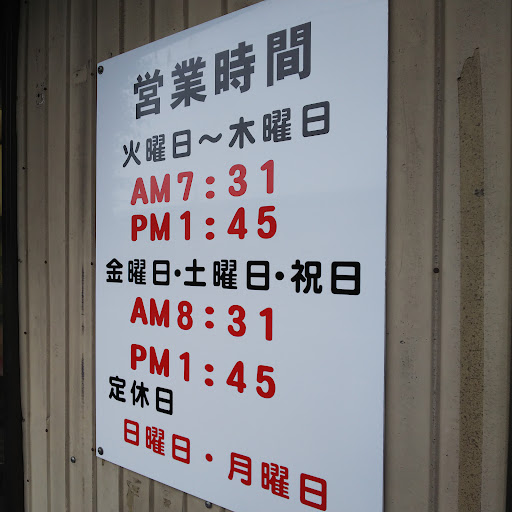 営業時間
火曜日～木曜日
AM7:31
PM1:45
金曜日・土曜日・祝日
AM8:31
PM1:45
定休日
日曜日・月曜日